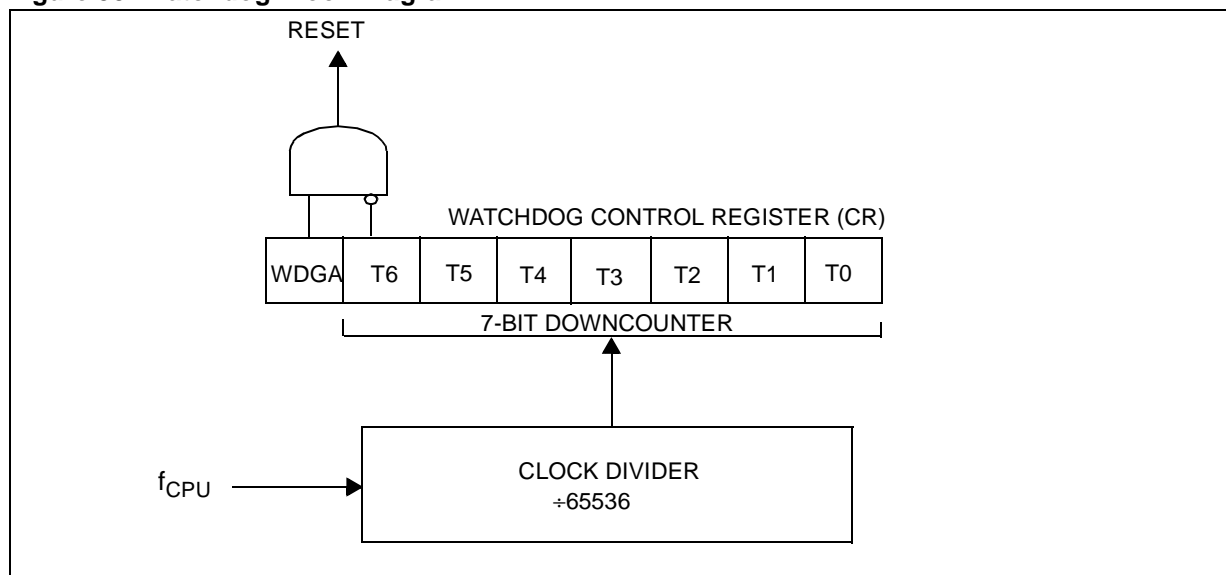 RESET
WATCHDOG CONTROL REGISTER (CR)
WDGA T6 T5 T4 T3 T2 T1 T0
7-BIT DOWNCOUNTER
fCPU
CLOCK DIVIDER
÷65536